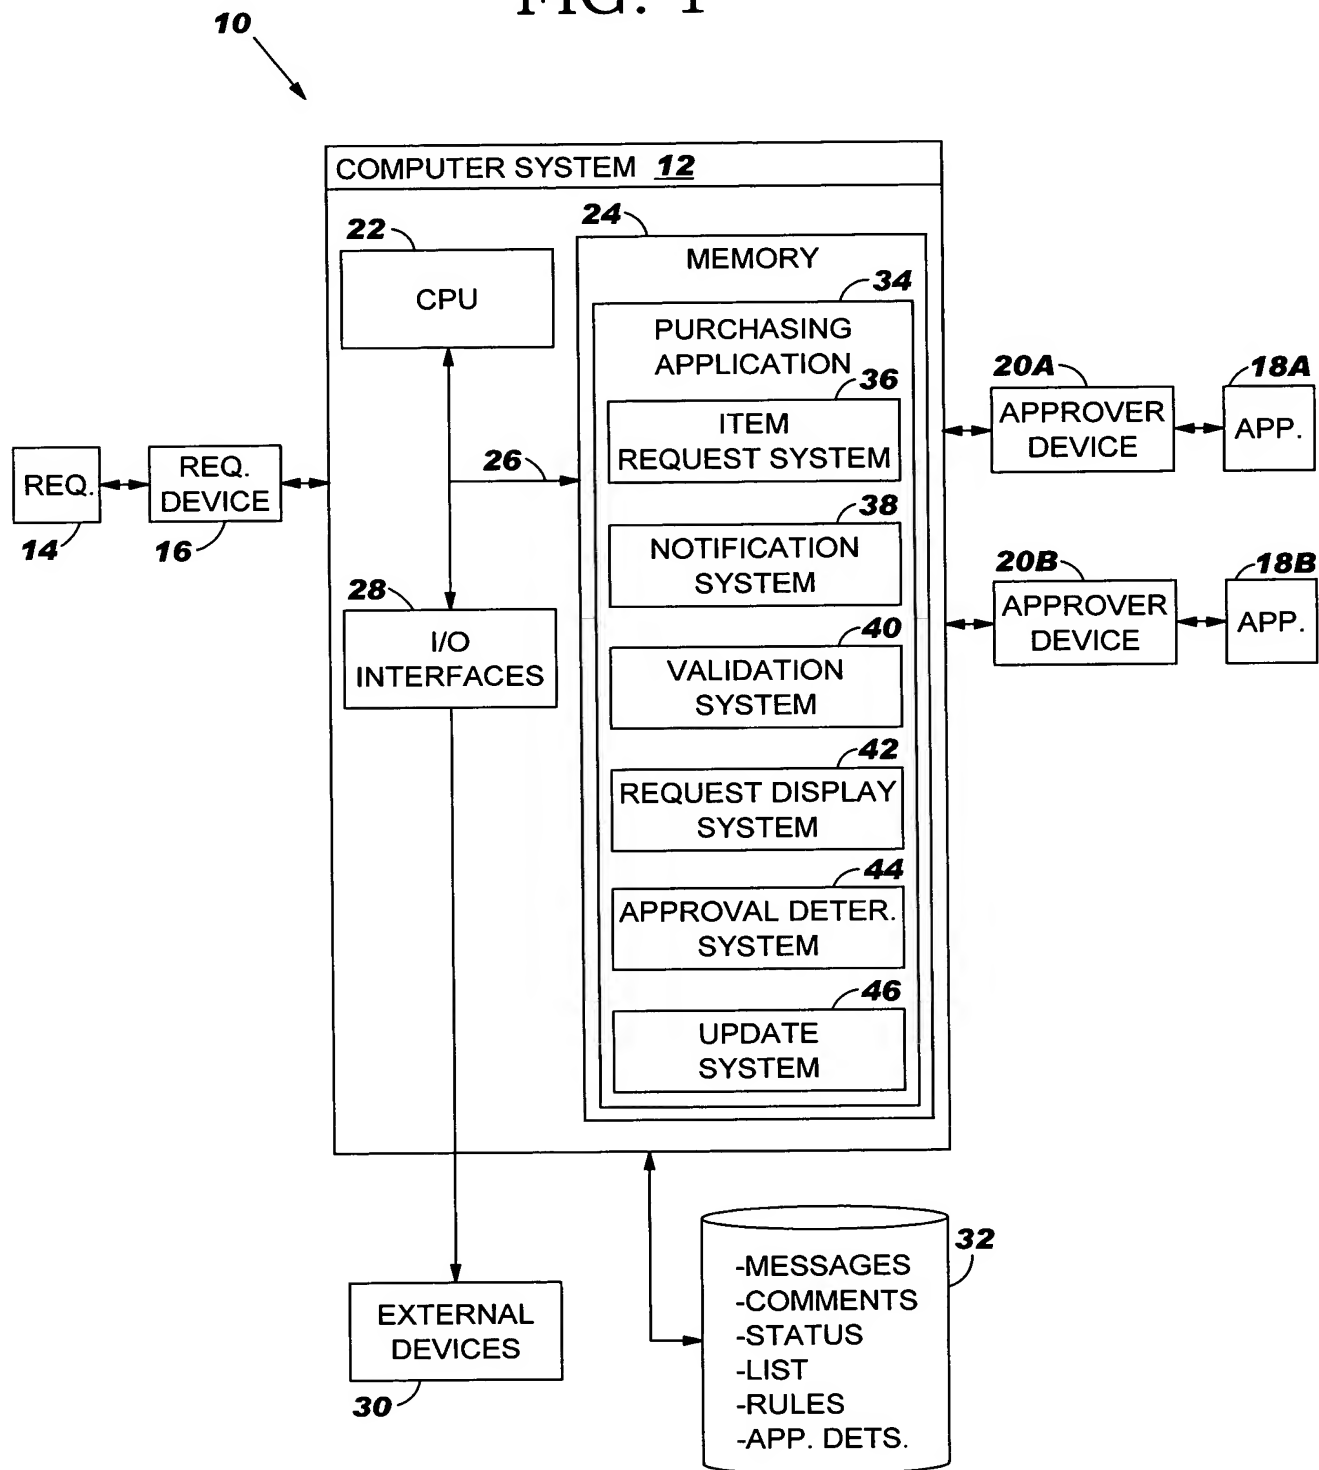 FIG. 1
10
COMPUTER SYSTEM 12
22
CPU
24
MEMORY
34
PURCHASING
APPLICATION
36
ITEM
REQUEST SYSTEM
26
38
NOTIFICATION
SYSTEM
28
I/O
INTERFACES
40
VALIDATION
SYSTEM
42
REQUEST DISPLAY
SYSTEM
44
APPROVAL DETER.
SYSTEM
46
UPDATE
SYSTEM
REQ.
14
REQ.
DEVICE
16
20A
APPROVER
DEVICE
18A
APP.
20B
APPROVER
DEVICE
18B
APP.
EXTERNAL
DEVICES
30
32
-MESSAGES
-COMMENTS
-STATUS
-LIST
-RULES
-APP. DETS.